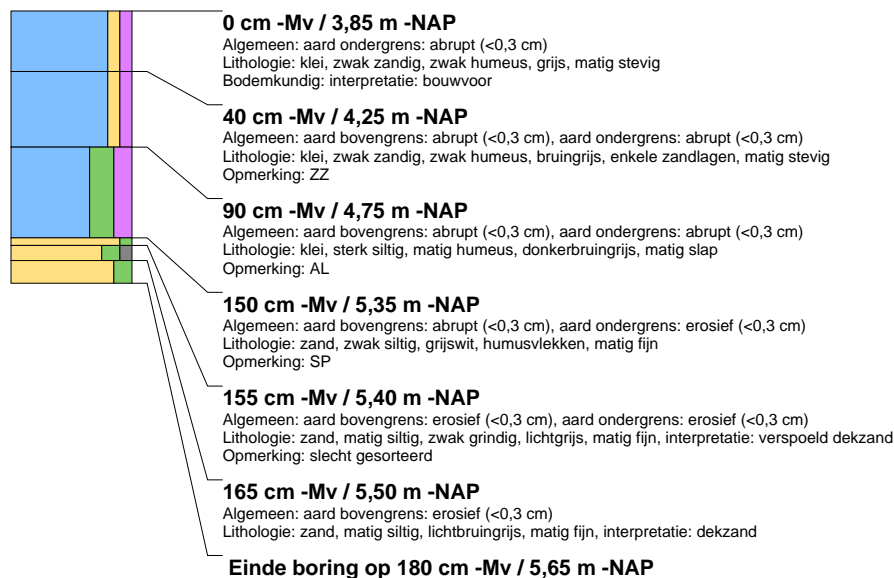 0 cm -Mv / 3,85 m -NAP
Algemeen: aard ondergrens: abrupt (<0,3 cm)
Lithologie: klei, zwak zandig, zwak humeus, grijs, matig stevig
Bodemkundig: interpretatie: bouwvoor
40 cm -Mv / 4,25 m -NAP
Algemeen: aard bovengrens: abrupt (<0,3 cm), aard ondergrens: abrupt (<0,3 cm)
Lithologie: klei, zwak zandig, zwak humeus, bruingrijs, enkele zandlagen, matig stevig
Opmerking: ZZ
90 cm -Mv / 4,75 m -NAP
Algemeen: aard bovengrens: abrupt (<0,3 cm), aard ondergrens: abrupt (<0,3 cm)
Lithologie: klei, sterk siltig, matig humeus, donkerbruingrijs, matig slap
Opmerking: AL
150 cm -Mv / 5,35 m -NAP
Algemeen: aard bovengrens: abrupt (<0,3 cm), aard ondergrens: erosief (<0,3 cm)
Lithologie: zand, zwak siltig, grijswit, humusvlekken, matig fijn
Opmerking: SP
155 cm -Mv / 5,40 m -NAP
Algemeen: aard bovengrens: erosief (<0,3 cm), aard ondergrens: erosief (<0,3 cm)
Lithologie: zand, matig siltig, zwak grindig, lichtgrijs, matig fijn, interpretatie: verspoeld dekzand
Opmerking: slecht gesorteerd
165 cm -Mv / 5,50 m -NAP
Algemeen: aard bovengrens: erosief (<0,3 cm)
Lithologie: zand, matig siltig, lichtbruingrijs, matig fijn, interpretatie: dekzand
Einde boring op 180 cm -Mv / 5,65 m -NAP